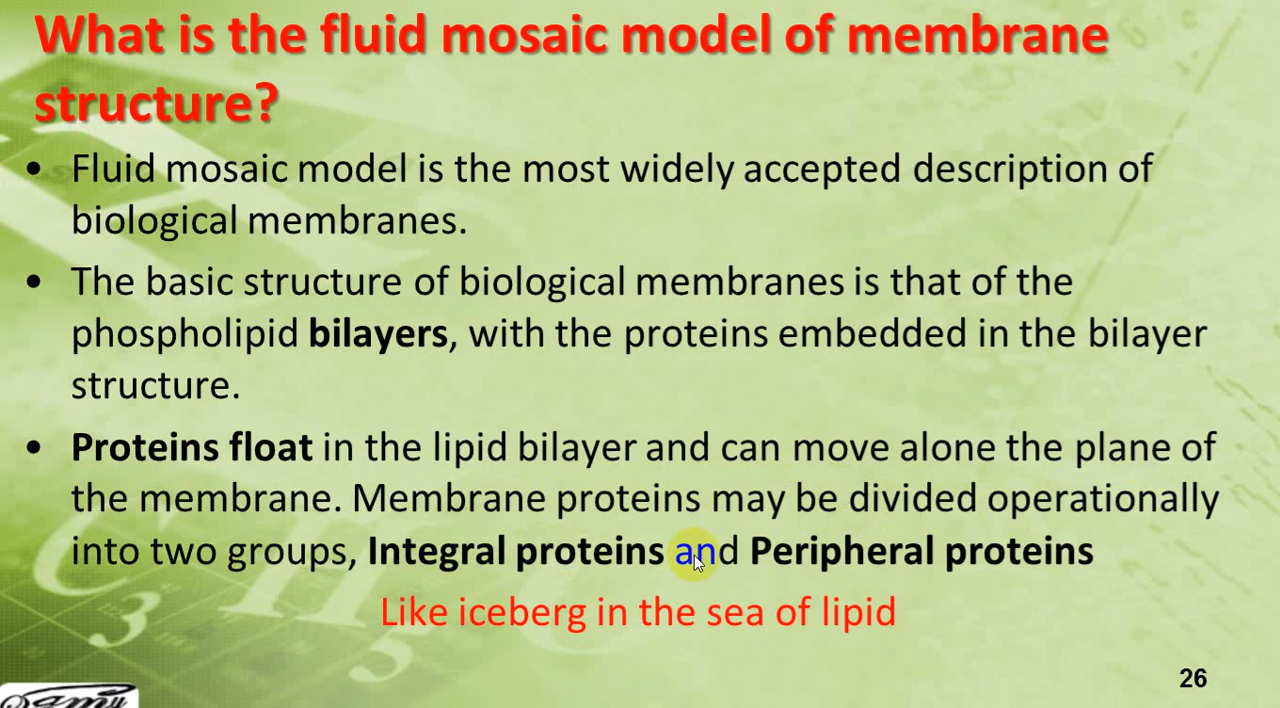 What is the fluid mosaic model of membrane
structure?
• Fluid mosaic model is the most widely accepted description of
biological membranes.
• The basic structure of biological membranes is that of the
phospholipid bilayers, with the proteins embedded in the bilayer
structure.
• Proteins float in the lipid bilayer and can move alone the plane of
the membrane. Membrane proteins may be divided operationally
into two groups, Integral proteins and Peripheral proteins
Like iceberg in the sea of lipid
26